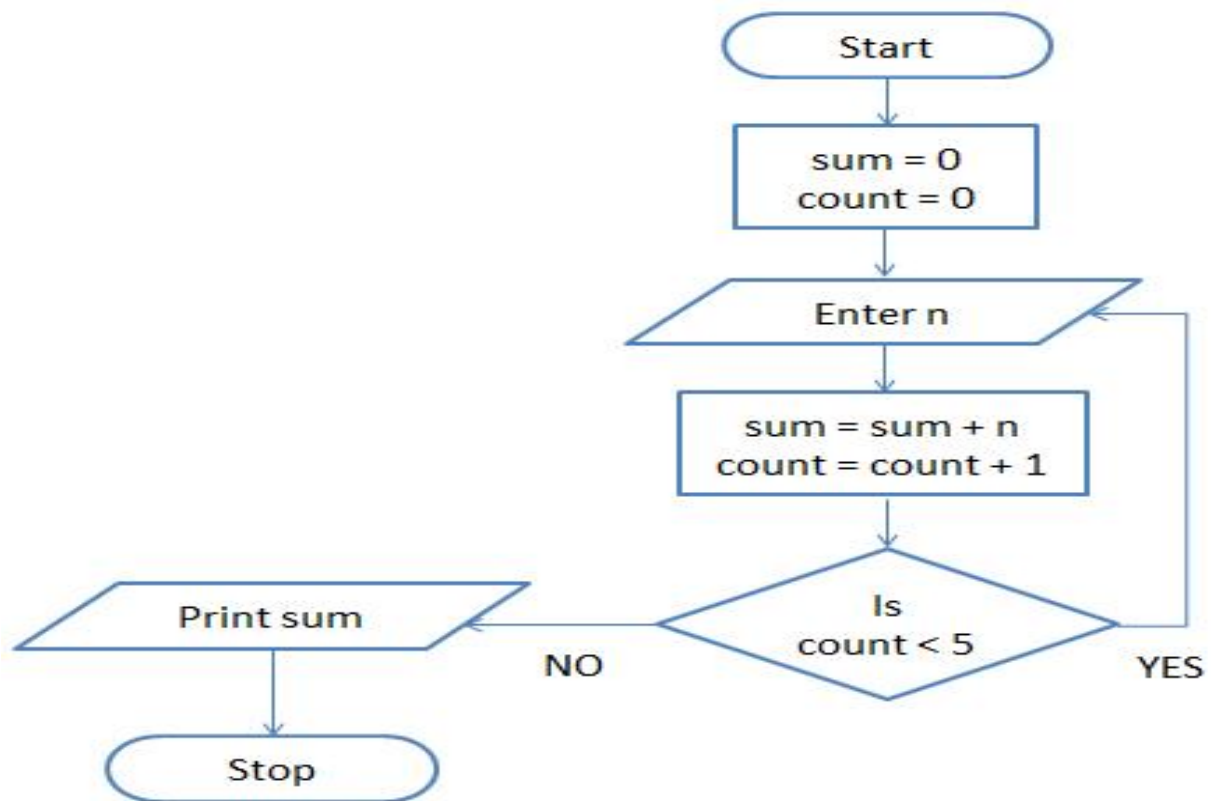 Start
sum = 0
count = 0
Enter n
sum = sum + n
count = count + 1
Is
count < 5
YES
NO
Print sum
Stop